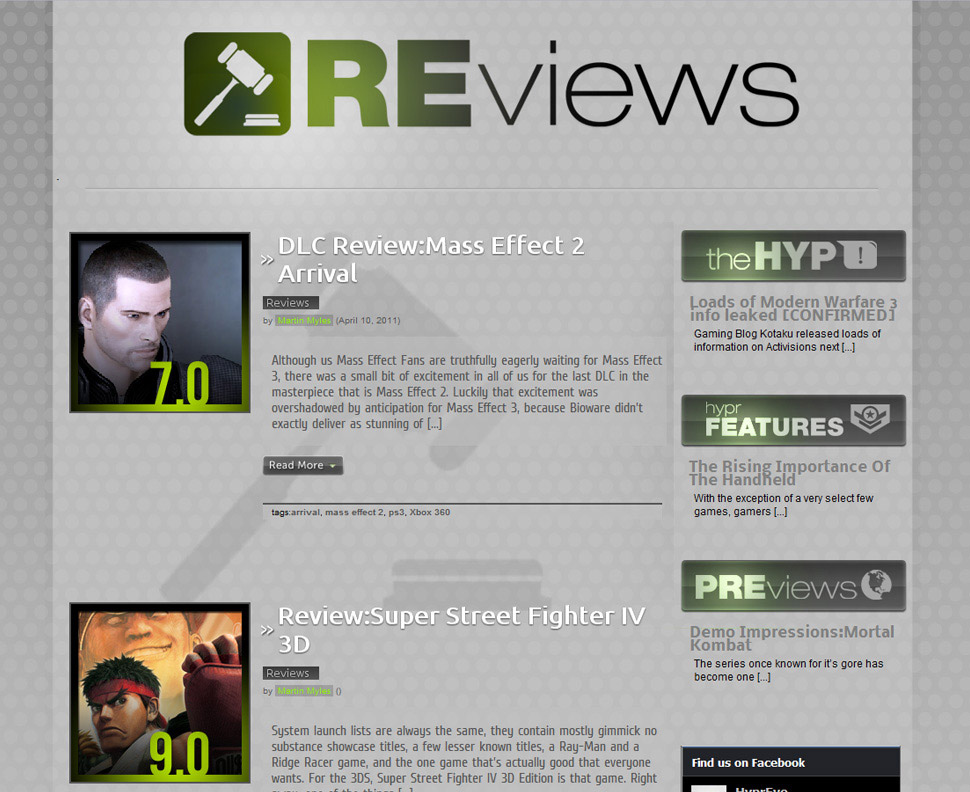 REviews
.
DLC Review:Mass Effect 2
Arrival
Reviews
by Martin Myles (April 10, 2011)
7.0
Although us Mass Effect Fans are truthfully eagerly waiting for Mass Effect
3, there was a small bit of excitement in all of us for the last DLC in the
masterpiece that is Mass Effect 2. Luckily that excitement was
overshadowed by anticipation for Mass Effect 3, because Bioware didn't
exactly deliver as stunning of [...]
Read More
tags:arrival, mass effect 2, ps3, Xbox 360
Review:Super Street Fighter IV
3D
Reviews
by Martin Myles ()
9.0
System launch lists are always the same, they contain mostly gimmick no
substance showcase titles, a few lesser known titles, a Ray-Man and a
Ridge Racer game, and the one game that's actually good that everyone
wants. For the 3DS, Super Street Fighter IV 3D Edition is that game. Right
one of the things [...]
theHYP!
Loads of Modern Warfare 3
info leaked [CONFIRMED]
Gaming Blog Kotaku released loads of
information on Activisions next [...]
hypr
FEATURES
The Rising Importance Of
The Handheld
With the exception of a very select few
games, gamers [...]
PREviews
Demo Impressions:Mortal
Kombat
The series once known for it's gore has
become one [...]
Find us on Facebook
HyprEvo